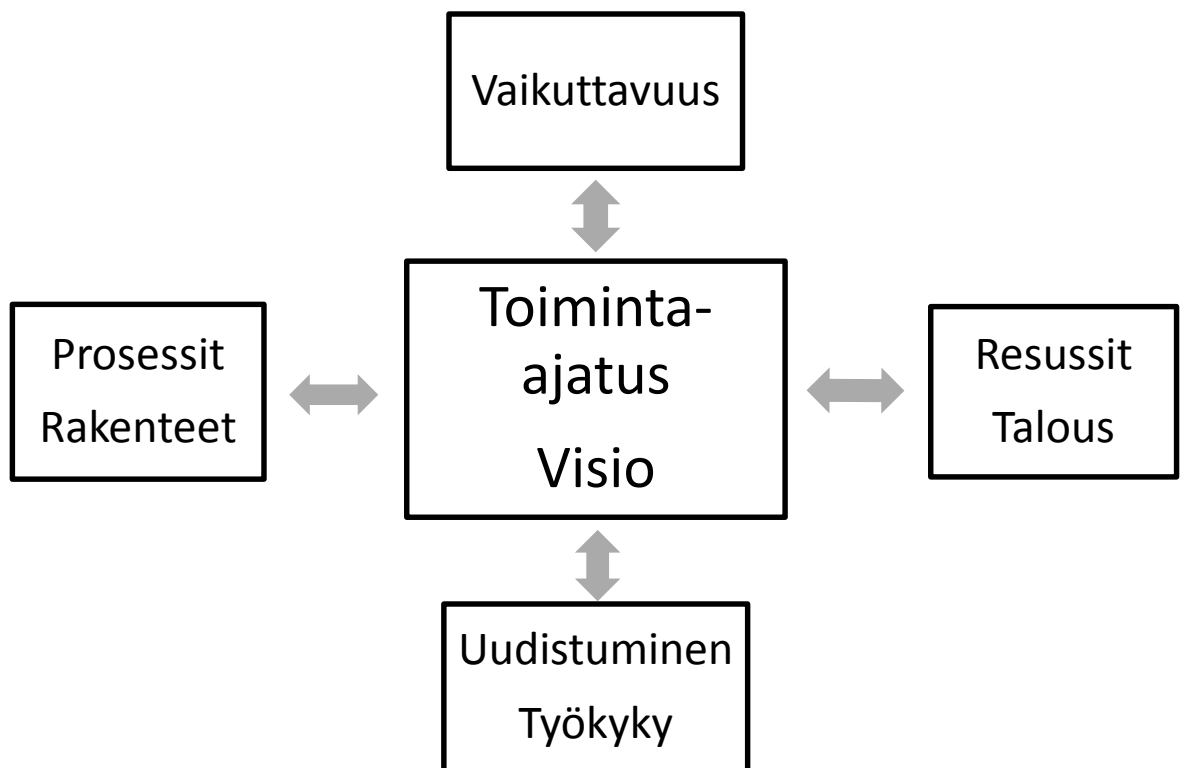 Vaikuttavuus
Toiminta-
ajatus
Visio
Prosessit
Rakenteet
Resussit
Talous
Uudistuminen
Työkyky